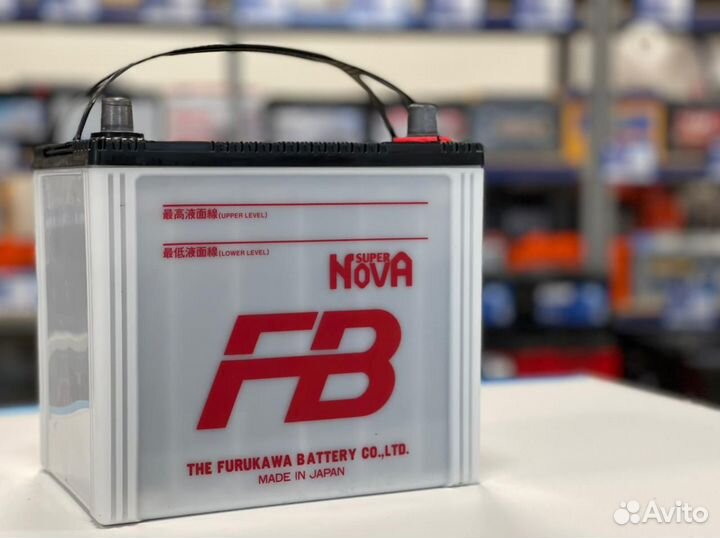 最高液面線(UPPER LEVEL)
最低液面線(LOWER LEVEL)
SUPER
NOVA
FB
THE FURUKAWA BATTERY CO.,LTD.
MADE IN JAPAN
Avito